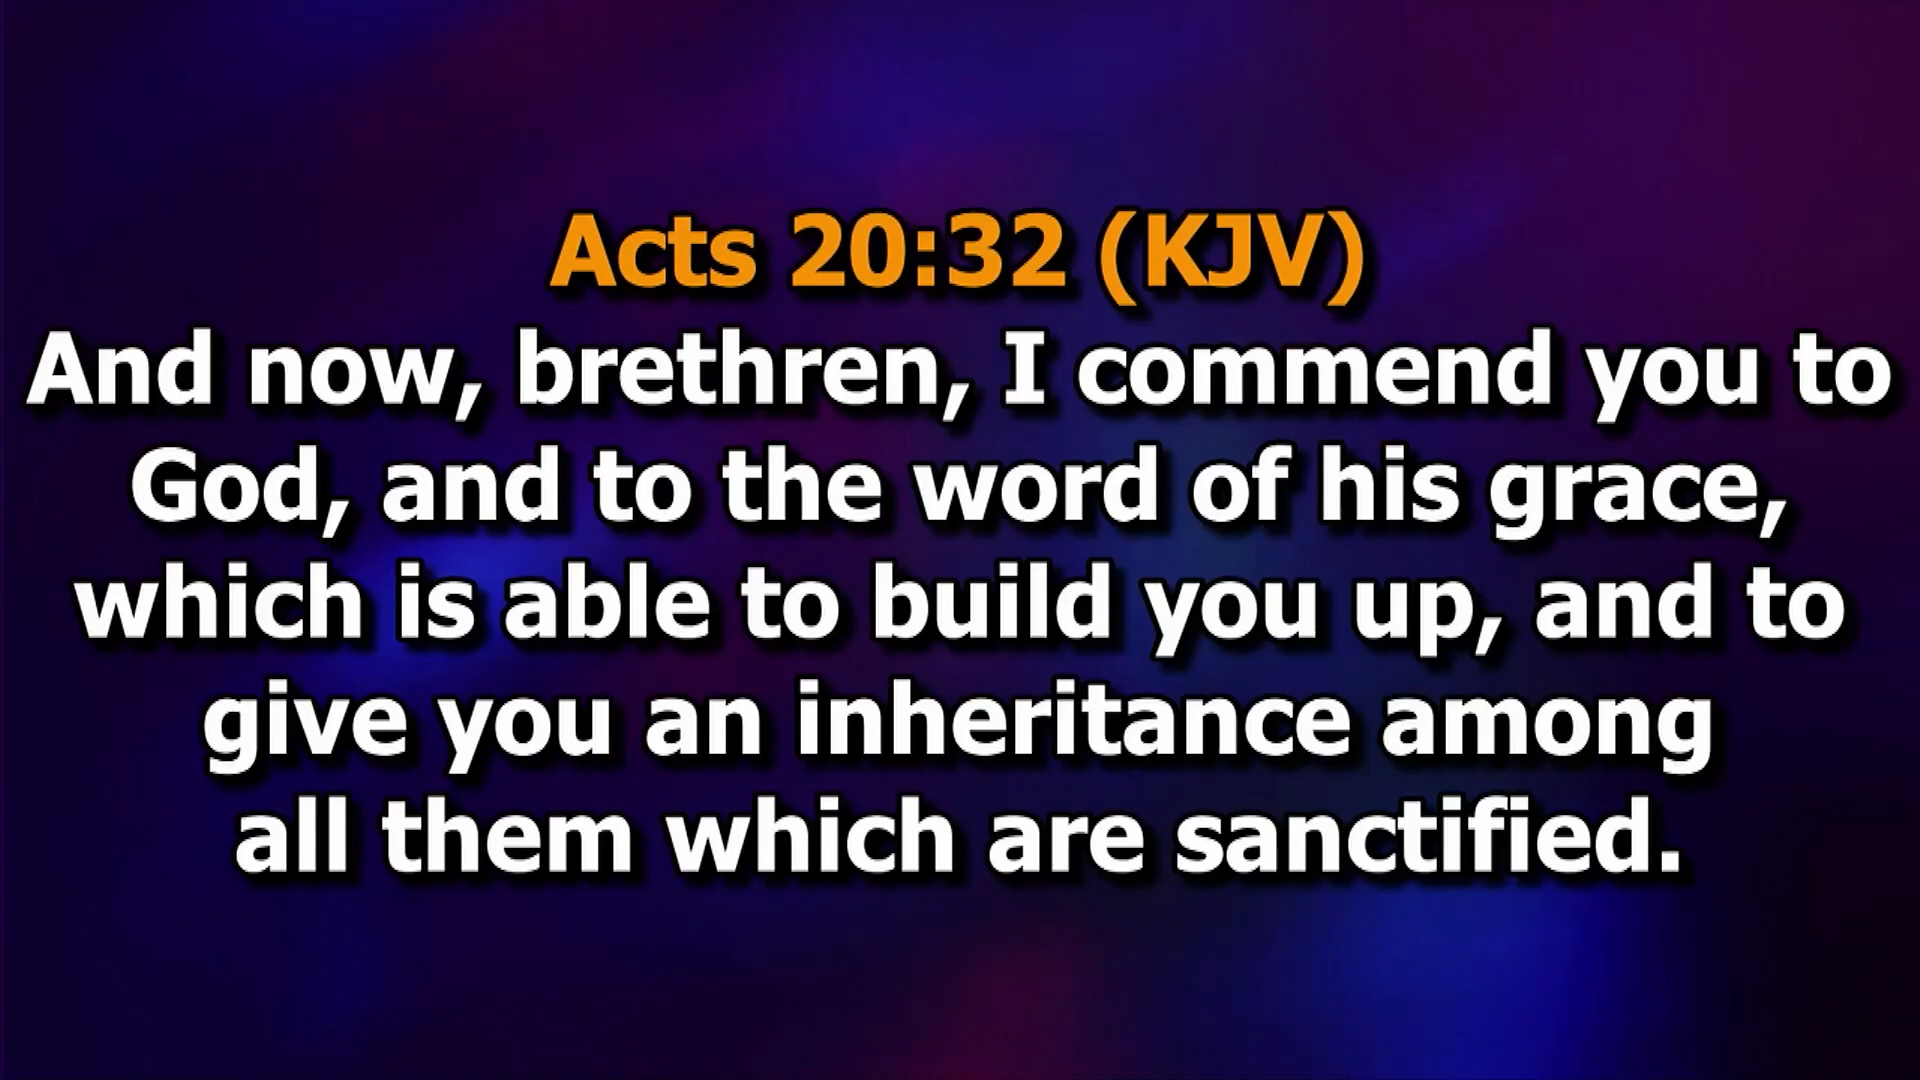 Acts 20:32 (KJV)
And now, brethren, I commend you to
God, and to the word of his grace,
which is able to build you up, and to
give you an inheritance among
all them which are sanctified.